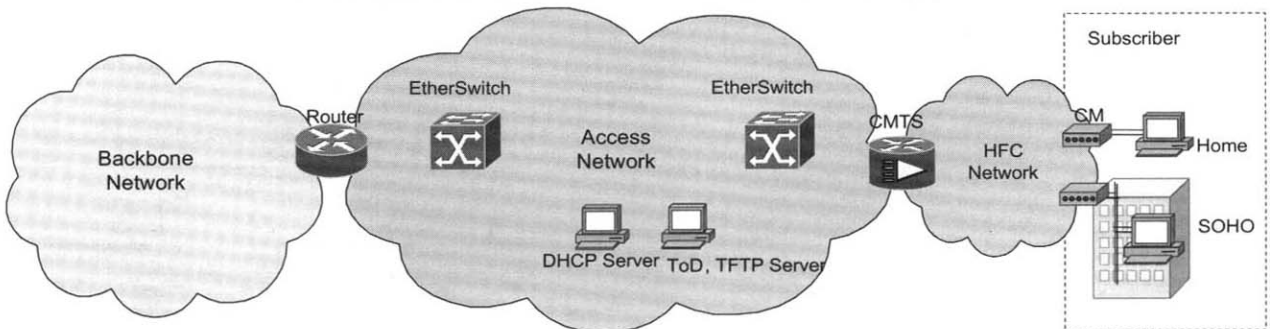 Backbone
Network
Router
EtherSwitch
Access
Network
EtherSwitch
DHCP Server
ToD, TFTP Server
CMTS
HFC
Network
Subscriber
CM
Home
SOHO